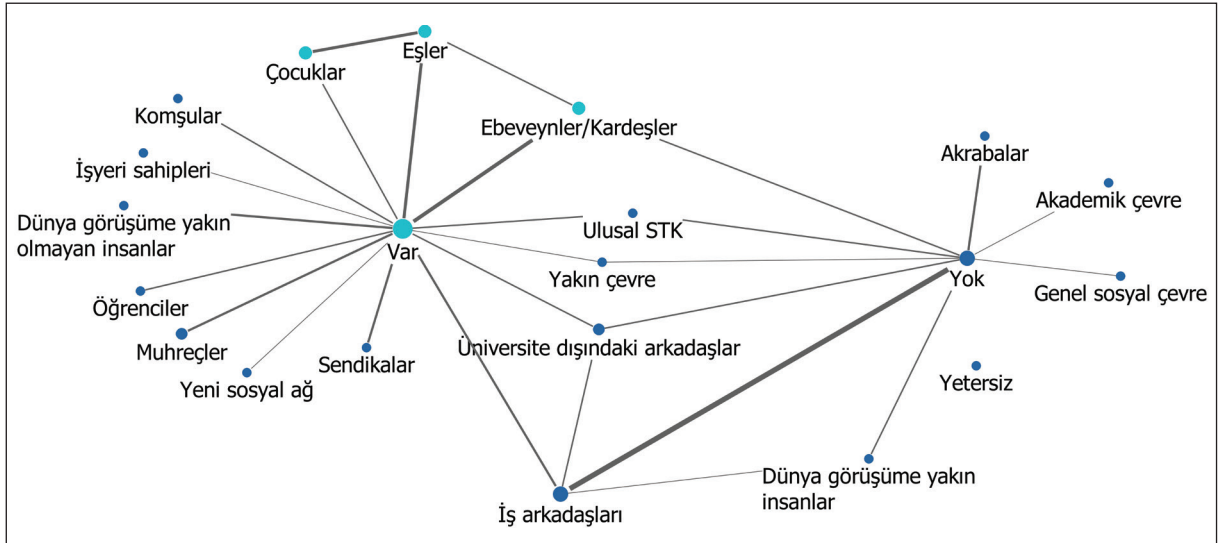 Eşler
Çocuklar
Komşular
Ebeveynler/Kardeşler
Akrabalar
İşyeri sahipleri
Akademik çevre
Dünya görüşüme yakın
olmayan insanlar
Ulusal STK
Var
Yakın çevre
Yok
Genel sosyal çevre
Öğrenciler
Muhreçler
Üniversite dışındaki arkadaşlar
Sendikalar
Yeni sosyal ağ
Yetersiz
Dünya görüşüme yakın
insanlar
İş arkadaşları